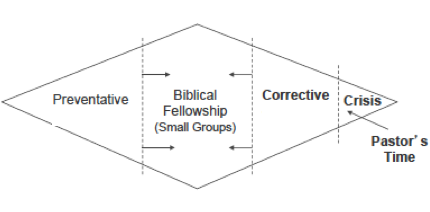 Preventative
Biblical
Fellowship
(Small Groups)
Corrective
Crisis
Pastor's
Time